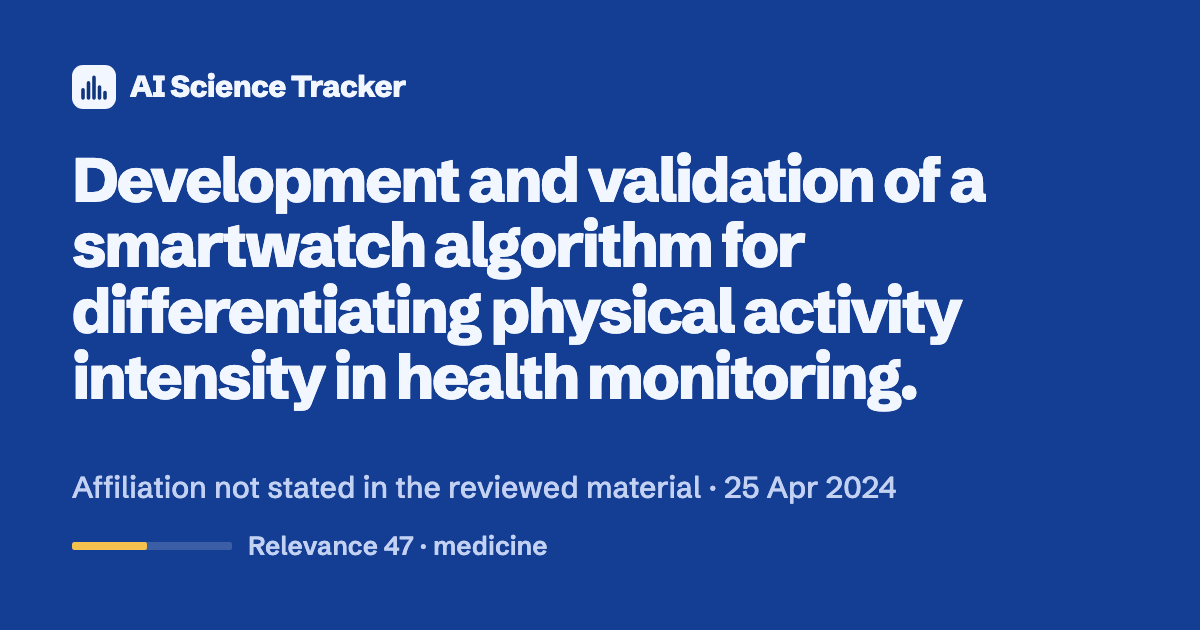 AI Science Tracker
Development and validation of a
smartwatch algorithm for
differentiating physical activity
intensity in health monitoring.
Affiliation not stated in the reviewed material · 25 Apr 2024
Relevance 47 · medicine